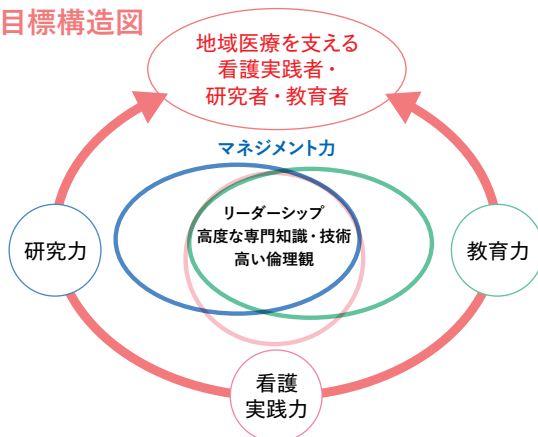 目標構造図
地域医療を支える
看護実践者・
研究者・教育者
マネジメント力
リーダーシップ
高度な専門知識・技術
高い倫理観
研究力
教育力
看護
実践力